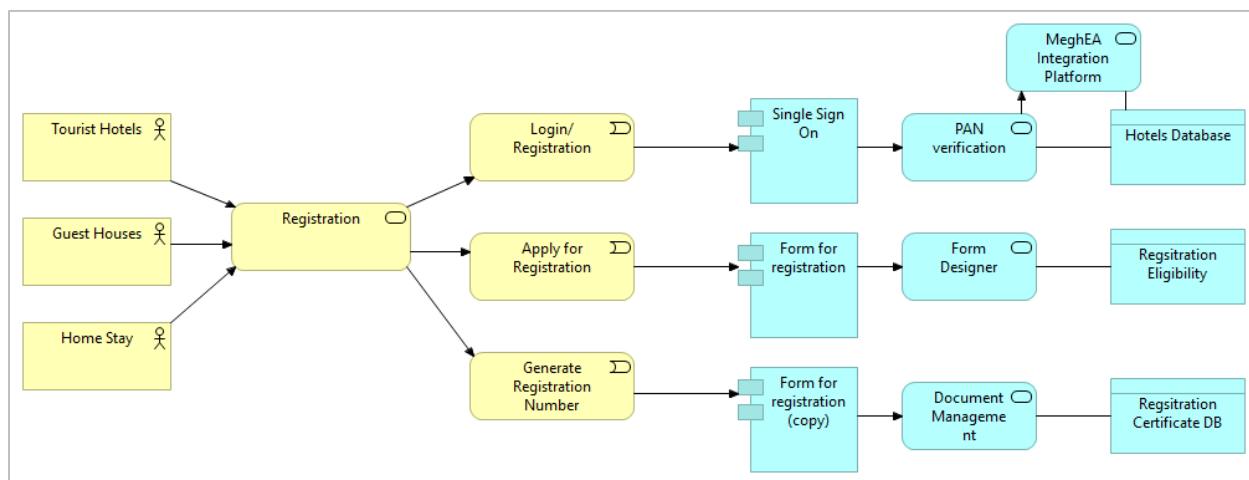 MeghEA
Integration
Platform
Tourist Hotels
Login/
Registration
Single Sign
On
PAN
verification
Hotels Database
Registration
Guest Houses
Apply for
Registration
Form for
registration
Form
Designer
Regsitration
Eligibility
Home Stay
Generate
Registration
Number
Form for
registration
(copy)
Document
Manageme
nt
Regsitration
Certificate DB